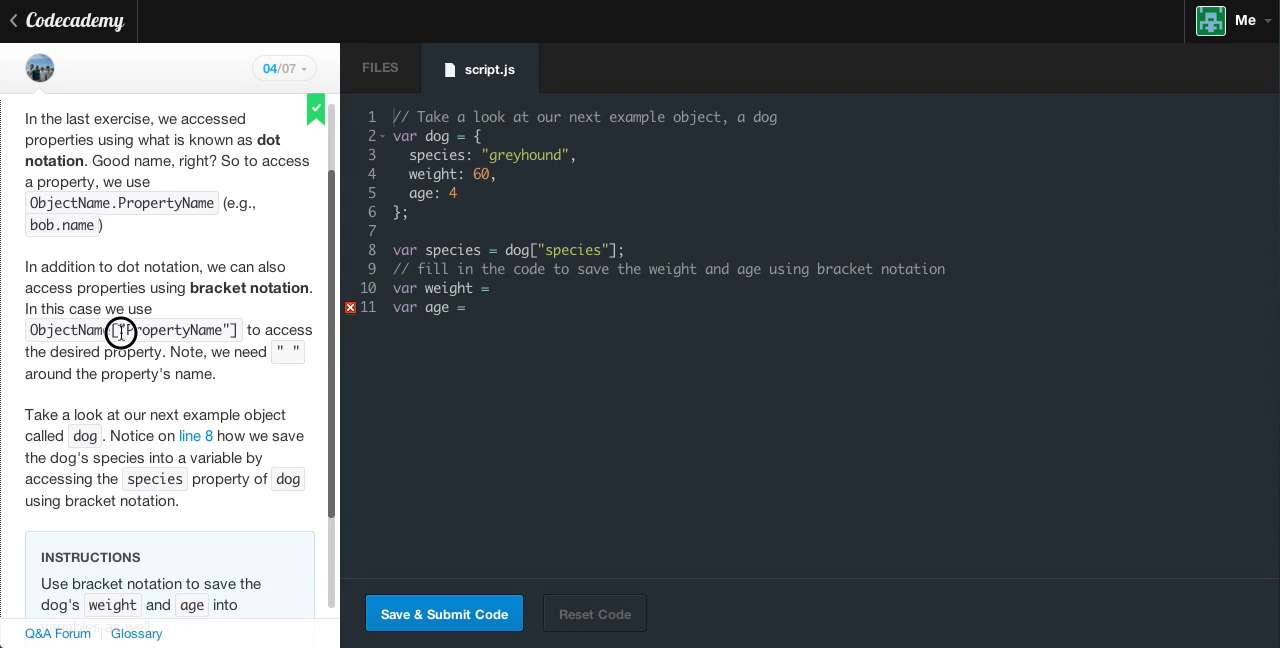 Codecademy
Me
04/07
FILES
script.js
In the last exercise, we accessed
properties using what is known as dot
notation. Good name, right? So to access
a property, we use
ObjectName.PropertyName (e.g.,
bob.name)
In addition to dot notation, we can also
access properties using bracket notation.
In this case we use
ObjectName["PropertyName"] to access
the desired property. Note, we need " "
around the property's name.
Take a look at our next example object
called dog. Notice on line 8 how we save
the dog's species into a variable by
accessing the species property of dog
using bracket notation.
INSTRUCTIONS
Use bracket notation to save the
dog's weight and age into
variables as well.
Q&A Forum
Glossary
1 // Take a look at our next example object, a dog
2 var dog = {
3 species: "greyhound",
4 weight: 60,
5 age: 4
6 };
7
8 var species = dog["species"];
9 // fill in the code to save the weight and age using bracket notation
10 var weight =
11 var age =
Save & Submit Code
Reset Code